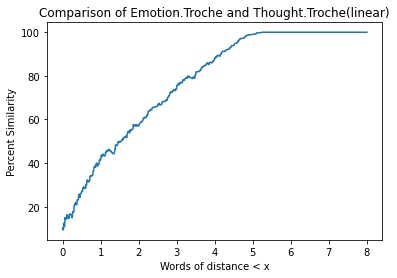 Comparison of Emotion.Troche and Thought.Troche(linear)
Percent Similarity
100
80
60
40
20
0 1 2 3 4 5 6 7 8
Words of distance < x